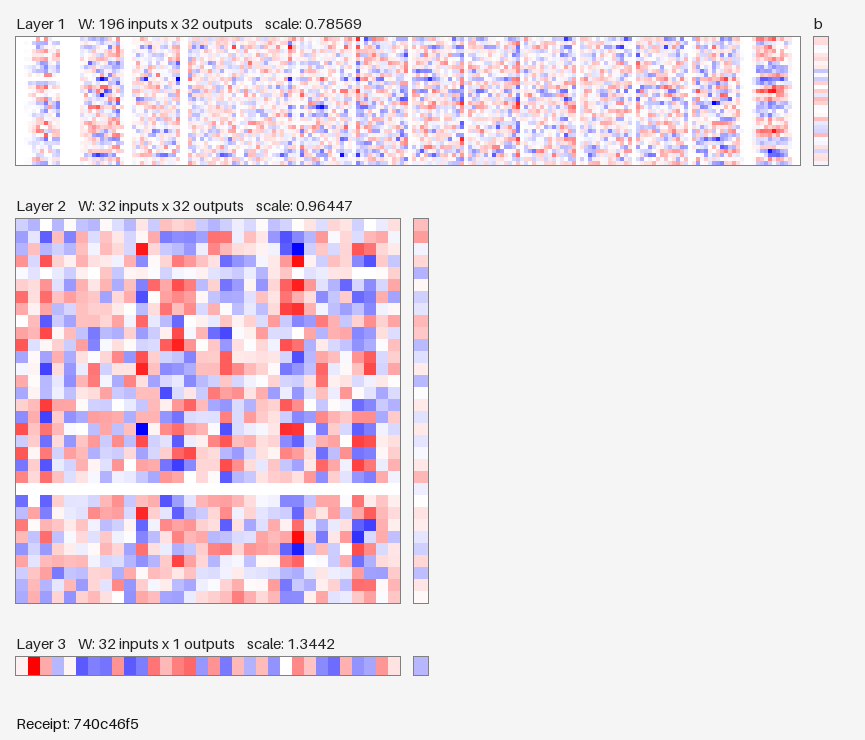 Layer 1 W: 196 inputs x 32 outputs scale: 0.78569 b
Layer 2 W: 32 inputs x 32 outputs scale: 0.96447
Layer 3 W: 32 inputs x 1 outputs scale: 1.3442
Receipt: 740c46f5